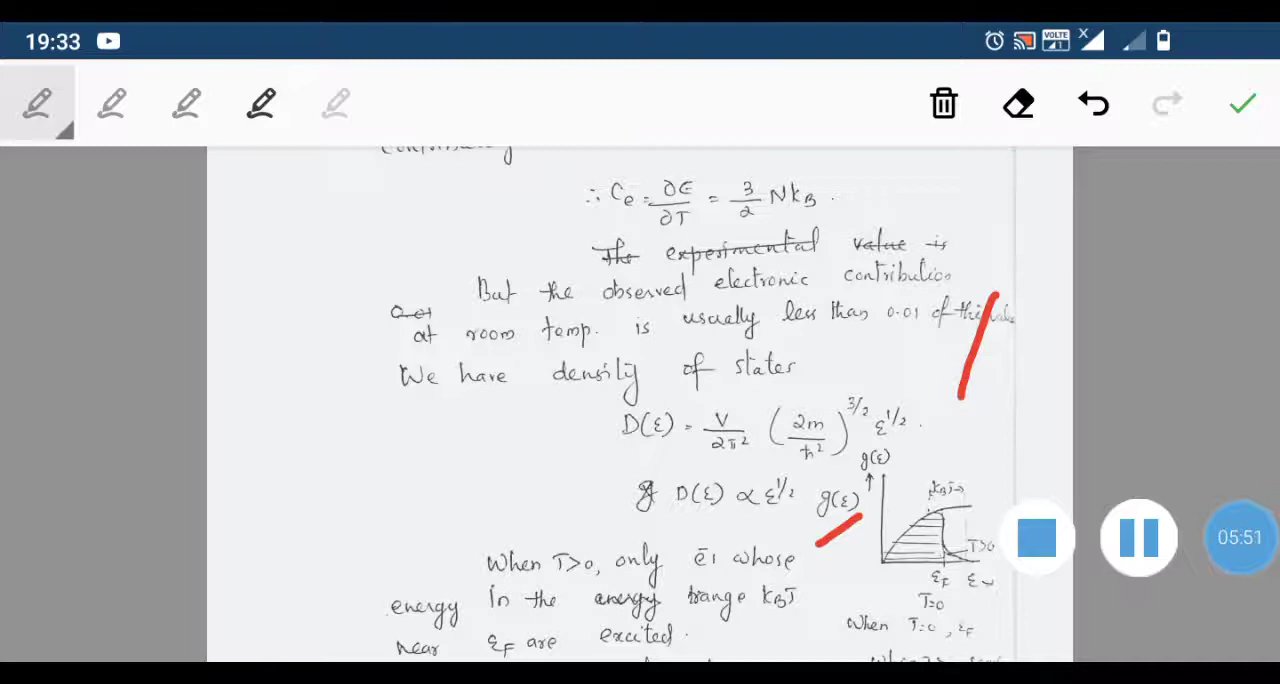 19:33
VOLTE
∴ Ce = ∂E/∂T = 3/2 NkB.
The experimental value is
But the observed electronic contribution
at room temp. is usually less than 0.01 of this
We have density of states
D(ε) = V/2π² (2m/ħ²)^3/2 ε^1/2.
g(ε)
D(ε) ∝ ε^1/2 g(ε)
kBT→
T>0
εF ε→
T=0
05:51
When T>0, only ēs whose
energy in the energy range kBT
near εF are excited.
When T=0, εF